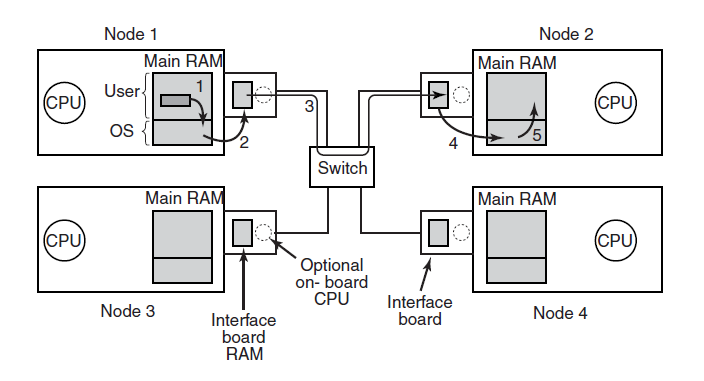 Node 1
Node 2
Main RAM
Main RAM
CPU
User
1
3
CPU
OS
2
4
5
Switch
Main RAM
Main RAM
CPU
CPU
Optional
on- board
CPU
Node 3
Interface
board
RAM
Interface
board
Node 4